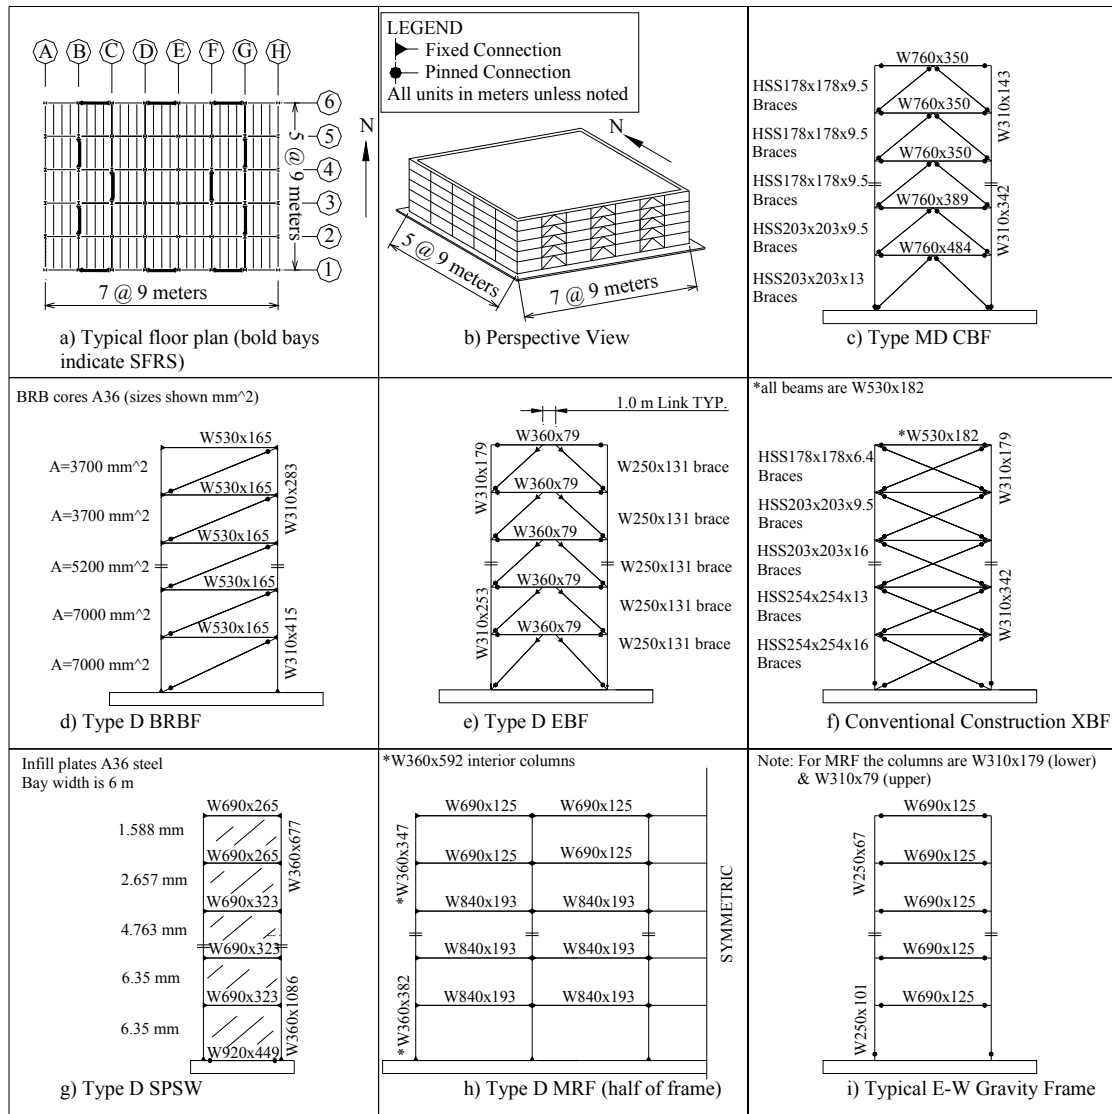 A B C D E F G H
6
5
4
3
2
1
5 @ 9 meters
N
7 @ 9 meters
a) Typical floor plan (bold bays
indicate SFRS)
LEGEND
Fixed Connection
Pinned Connection
All units in meters unless noted
N
5 @ 9 meters
7 @ 9 meters
b) Perspective View
W760x350
HSS178x178x9.5
Braces
W310x143
W760x350
HSS178x178x9.5
Braces
W760x350
HSS178x178x9.5
Braces
W760x389
W310x342
HSS203x203x9.5
Braces
W760x484
HSS203x203x13
Braces
c) Type MD CBF
BRB cores A36 (sizes shown mm^2)
W530x165
A=3700 mm^2
W310x283
W530x165
A=3700 mm^2
W530x165
A=5200 mm^2
W530x165
A=7000 mm^2
W310x415
W530x165
A=7000 mm^2
d) Type D BRBF
1.0 m Link TYP.
W360x79
W310x179
W250x131 brace
W360x79
W250x131 brace
W360x79
W250x131 brace
W360x79
W310x253
W250x131 brace
W360x79
W250x131 brace
e) Type D EBF
*all beams are W530x182
*W530x182
HSS178x178x6.4
Braces
W310x179
HSS203x203x9.5
Braces
HSS203x203x16
Braces
HSS254x254x13
Braces
W310x342
HSS254x254x16
Braces
f) Conventional Construction XBF
Infill plates A36 steel
Bay width is 6 m
W690x265
1.588 mm
W360x677
W690x265
2.657 mm
W690x323
4.763 mm
W690x323
6.35 mm
W690x323
W360x1086
6.35 mm
W920x449
g) Type D SPSW
*W360x592 interior columns
W690x125 W690x125
*W360x347
W690x125 W690x125
W840x193 W840x193
W840x193 W840x193
*W360x382
W840x193 W840x193
SYMMETRIC
h) Type D MRF (half of frame)
Note: For MRF the columns are W310x179 (lower)
& W310x79 (upper)
W690x125
W250x67
W690x125
W690x125
W690x125
W250x101
W690x125
i) Typical E-W Gravity Frame